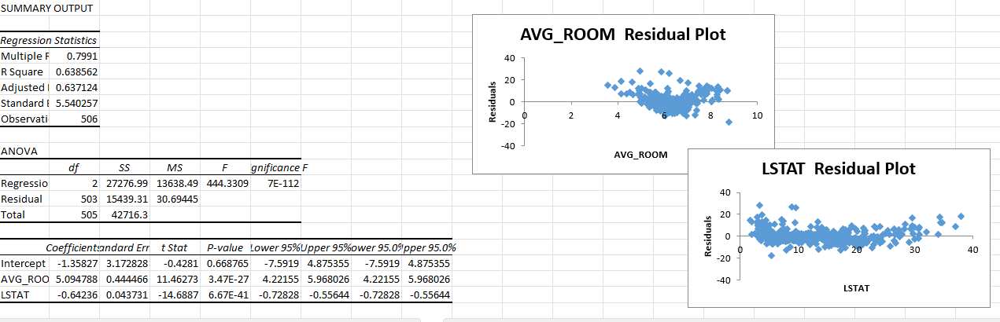 SUMMARY OUTPUT
Regression Statistics
Multiple R 0.7991
R Square 0.638562
Adjusted 0.637124
Standard E 5.540257
Observati 506
ANOVA
df SS MS F gnificance F
Regressio 2 27276.99 13638.49 444.3309 7E-112
Residual 503 15439.31 30.69445
Total 505 42716.3
Coefficients andard Err t Stat P-value Lower 95% Upper 95% ower 95.0% pper 95.0%
Intercept -1.35827 3.172828 -0.4281 0.668765 -7.5919 4.875355 -7.5919 4.875355
AVG_ROO 5.094788 0.444466 11.46273 3.47E-27 4.22155 5.968026 4.22155 5.968026
LSTAT -0.64236 0.043731 -14.6887 6.67E-41 -0.72828 -0.55644 -0.72828 -0.55644
AVG_ROOM Residual Plot
Residuals
40
20
0
-20
-40
0 2 4 6 8 10
AVG_ROOM
LSTAT Residual Plot
Residuals
40
20
0
-20
-40
0 10 20 30 40
LSTAT